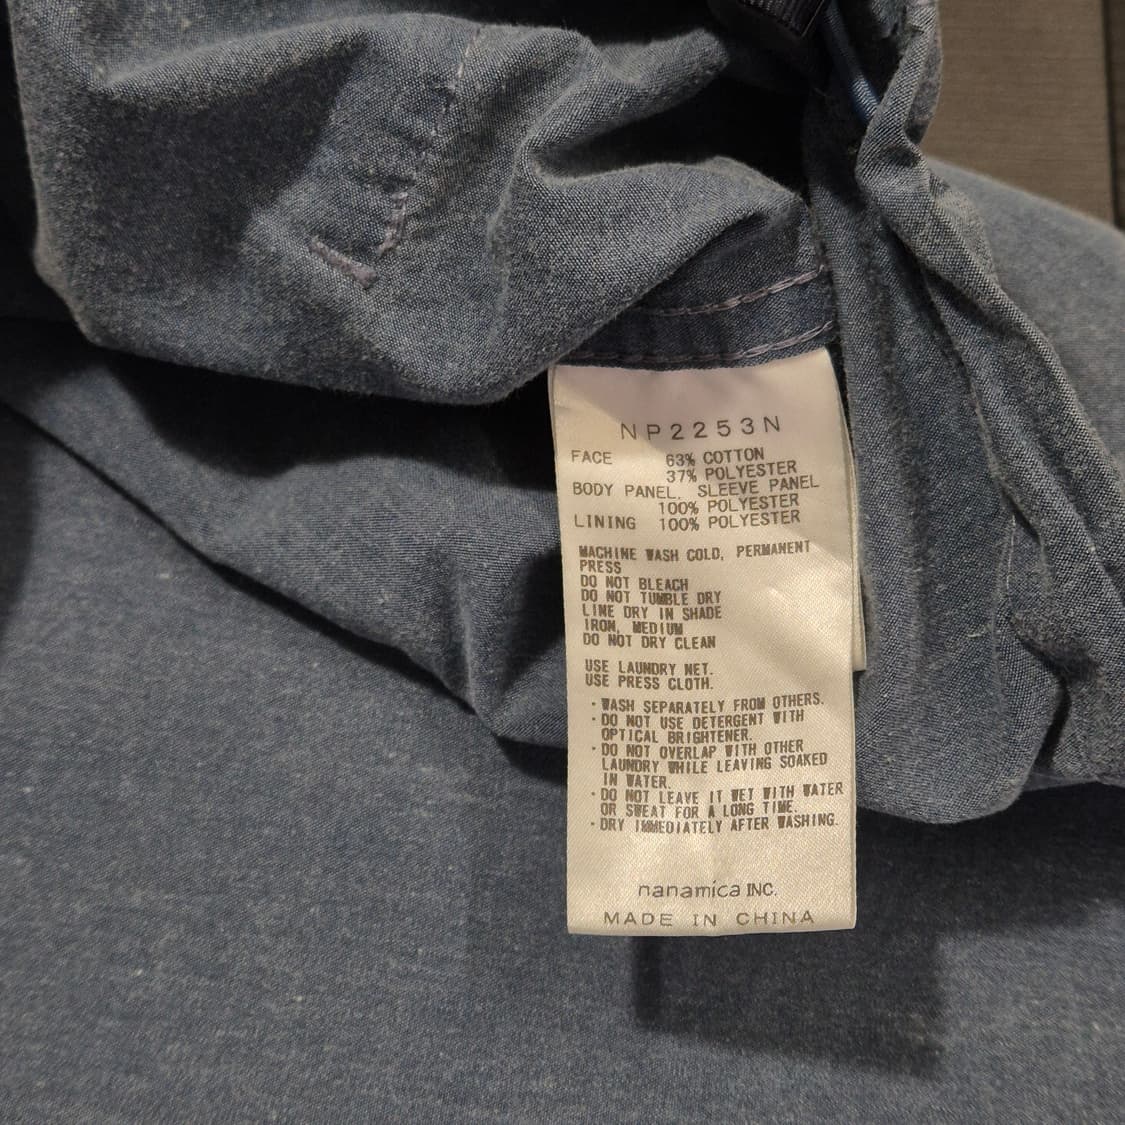 NP2253N
FACE 63% COTTON
37% POLYESTER
BODY PANEL, SLEEVE PANEL
100% POLYESTER
LINING 100% POLYESTER
MACHINE WASH COLD, PERMANENT
PRESS
DO NOT BLEACH
DO NOT TUMBLE DRY
LINE DRY IN SHADE
IRON, MEDIUM
DO NOT DRY CLEAN
USE LAUNDRY NET.
USE PRESS CLOTH.
・WASH SEPARATELY FROM OTHERS.
・DO NOT USE DETERGENT WITH
OPTICAL BRIGHTENER.
・DO NOT OVERLAP WITH OTHER
LAUNDRY WHILE LEAVING SOAKED
IN WATER.
・DO NOT LEAVE IT WET WITH WATER
OR SWEAT FOR A LONG TIME.
・DRY IMMEDIATELY AFTER WASHING.
nanamica INC.
MADE IN CHINA